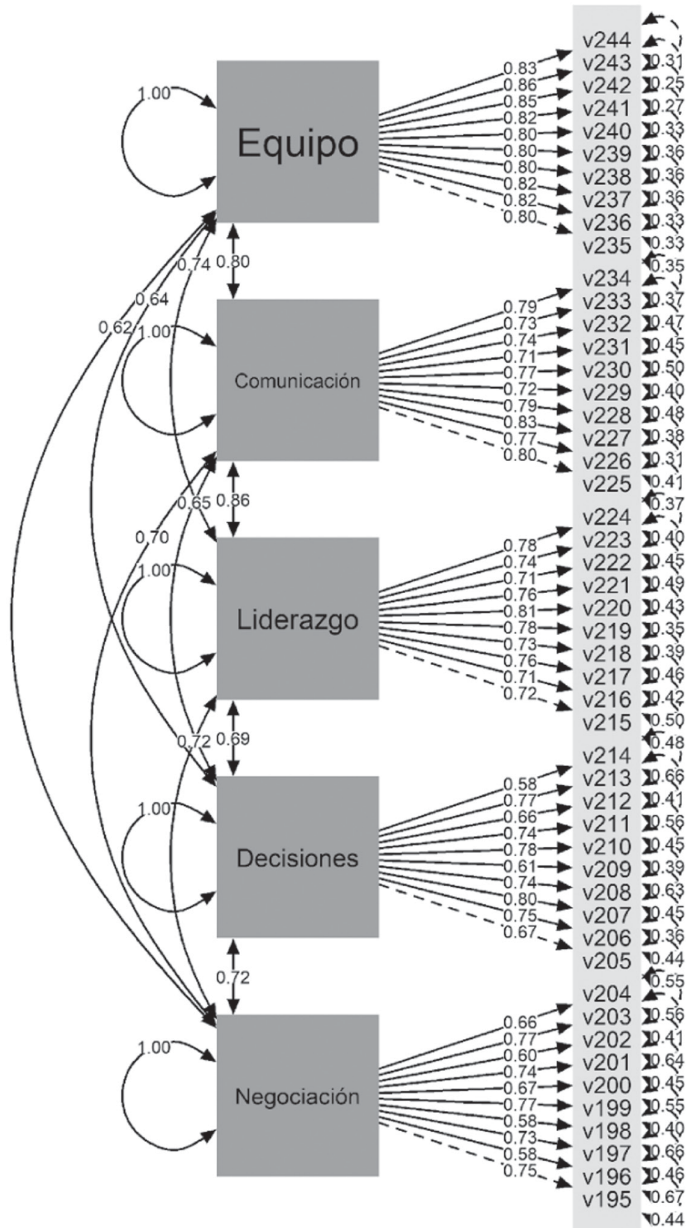 Equipo
1.00
0.83
0.86
0.85
0.82
0.80
0.80
0.80
0.82
0.82
0.80
v244
v243
v242
v241
v240
v239
v238
v237
v236
v235
0.31
0.25
0.27
0.33
0.36
0.36
0.36
0.33
0.33
0.35
0.74
0.80
0.64
0.62
Comunicación
1.00
0.79
0.73
0.74
0.71
0.77
0.72
0.79
0.83
0.77
0.80
v234
v233
v232
v231
v230
v229
v228
v227
v226
v225
0.37
0.47
0.45
0.50
0.40
0.48
0.38
0.31
0.41
0.37
0.65
0.86
0.70
Liderazgo
1.00
0.78
0.74
0.71
0.76
0.81
0.78
0.73
0.76
0.71
0.72
v224
v223
v222
v221
v220
v219
v218
v217
v216
v215
0.40
0.45
0.49
0.43
0.35
0.39
0.46
0.42
0.50
0.48
0.72
0.69
Decisiones
1.00
0.58
0.77
0.66
0.74
0.78
0.61
0.74
0.80
0.75
0.67
v214
v213
v212
v211
v210
v209
v208
v207
v206
v205
0.66
0.41
0.56
0.45
0.39
0.63
0.45
0.36
0.44
0.55
0.72
Negociación
1.00
0.66
0.77
0.60
0.74
0.67
0.77
0.58
0.73
0.58
0.75
v204
v203
v202
v201
v200
v199
v198
v197
v196
v195
0.56
0.41
0.64
0.45
0.55
0.40
0.66
0.46
0.67
0.44